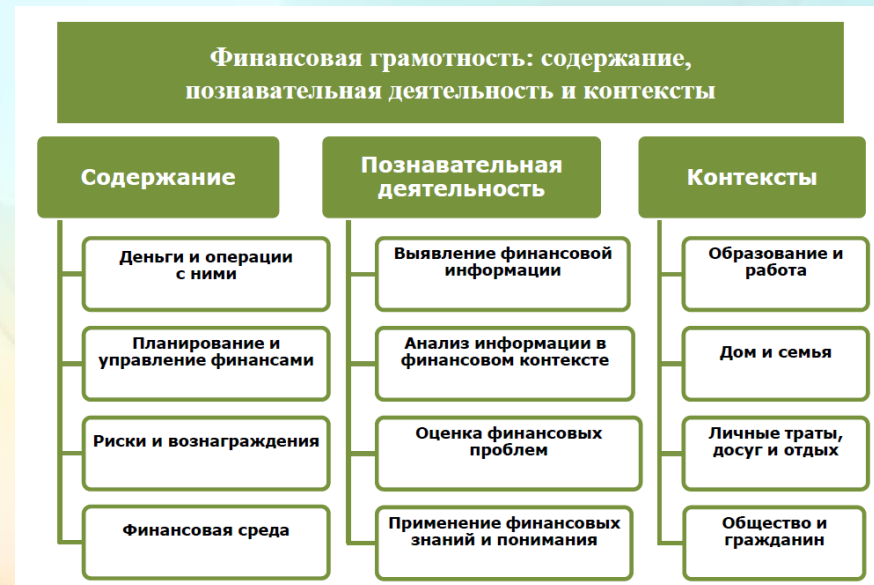 Финансовая грамотность: содержание,
познавательная деятельность и контексты
Содержание
Деньги и операции
с ними
Планирование и
управление финансами
Риски и вознаграждения
Финансовая среда
Познавательная
деятельность
Выявление финансовой
информации
Анализ информации в
финансовом контексте
Оценка финансовых
проблем
Применение финансовых
знаний и понимания
Контексты
Образование и
работа
Дом и семья
Личные траты,
досуг и отдых
Общество и
гражданин